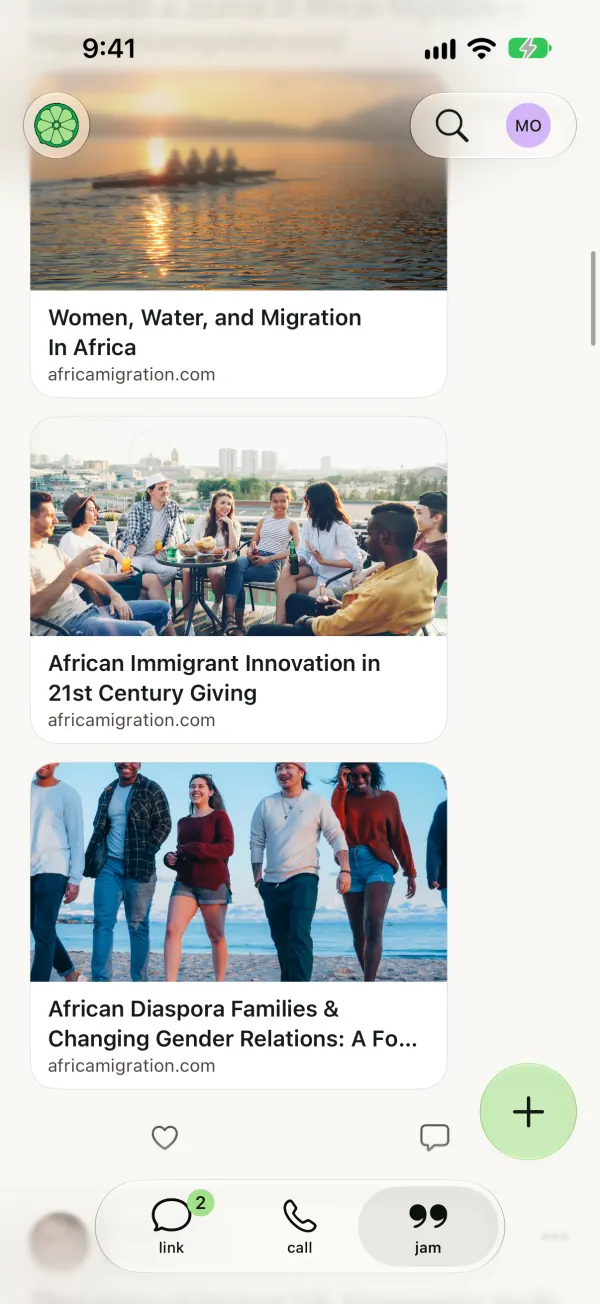 9:41
MO
Women, Water, and Migration
In Africa
africamigration.com
African Immigrant Innovation in
21st Century Giving
africamigration.com
African Diaspora Families &
Changing Gender Relations: A Fo...
africamigration.com
2
link
call
jam